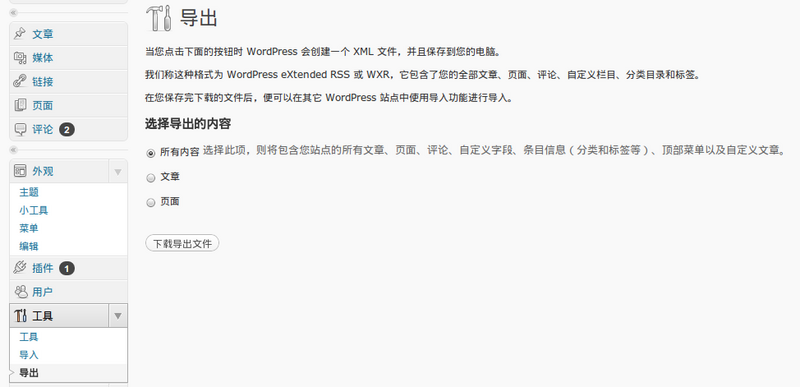 文章
媒体
链接
页面
评论 2
外观
主题
小工具
菜单
编辑
插件 1
用户
工具
工具
导入
导出
导出
当您点击下面的按钮时 WordPress 会创建一个 XML 文件，并且保存到您的电脑。
我们称这种格式为 WordPress eXtended RSS 或 WXR，它包含了您的全部文章、页面、评论、自定义栏目、分类目录和标签。
在您保存完下载的文件后，便可以在其它 WordPress 站点中使用导入功能进行导入。
选择导出的内容
所有内容 选择此项，则将包含您站点的所有文章、页面、评论、自定义字段、条目信息（分类和标签等）、顶部菜单以及自定义文章。
文章
页面
下载导出文件